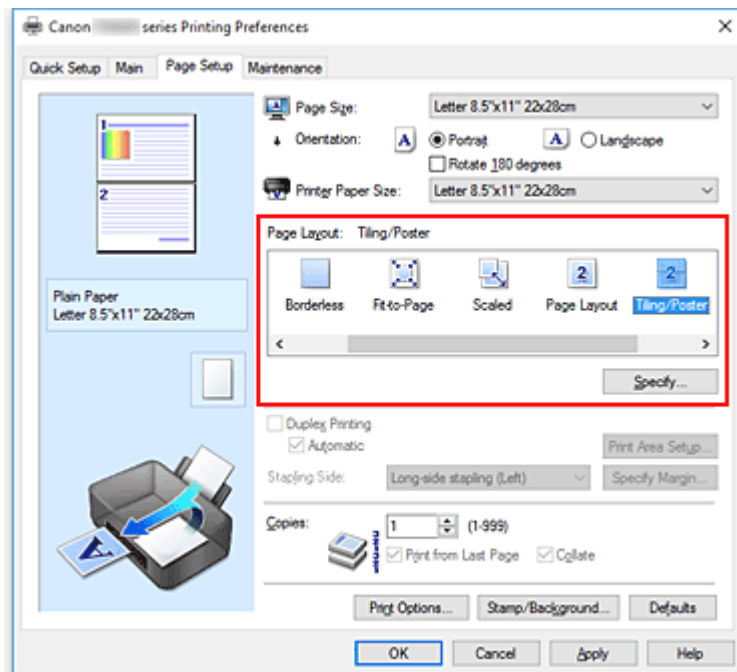 Canon series Printing Preferences
Quick Setup Main Page Setup Maintenance
1
2
Plain Paper
Letter 8.5"x11" 22x28cm
Page Size: Letter 8.5"x11" 22x28cm
Orientation: A Portrait A Landscape
Rotate 180 degrees
Printer Paper Size: Letter 8.5"x11" 22x28cm
Page Layout: Tiling/Poster
Borderless Fit-to-Page Scaled Page Layout Tiling/Poster
Specify...
Duplex Printing
Automatic Print Area Setup...
Stapling Side: Long-side stapling (Left) Specify Margin...
Copies: 1 (1-999)
Print from Last Page Collate
Print Options... Stamp/Background... Defaults
OK Cancel Apply Help